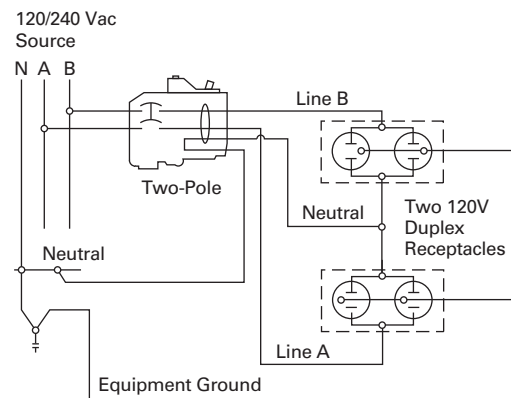 120/240 Vac
Source
N A B
Line B
Two-Pole
Neutral
Two 120V
Duplex
Receptacles
Neutral
Line A
Equipment Ground